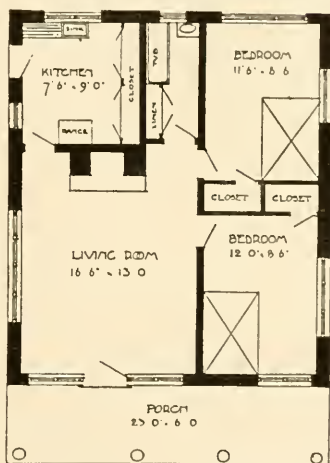 SINK
KITCHEN
7'6" x 9'0"
RANGE
CLOSET
TUB
LINEN
BEDROOM
11'6" x 8'6"
CLOSET
CLOSET
BEDROOM
12'0" x 8'6"
LIVING ROOM
16'6" x 13'0
PORCH
23'0" x 6'0